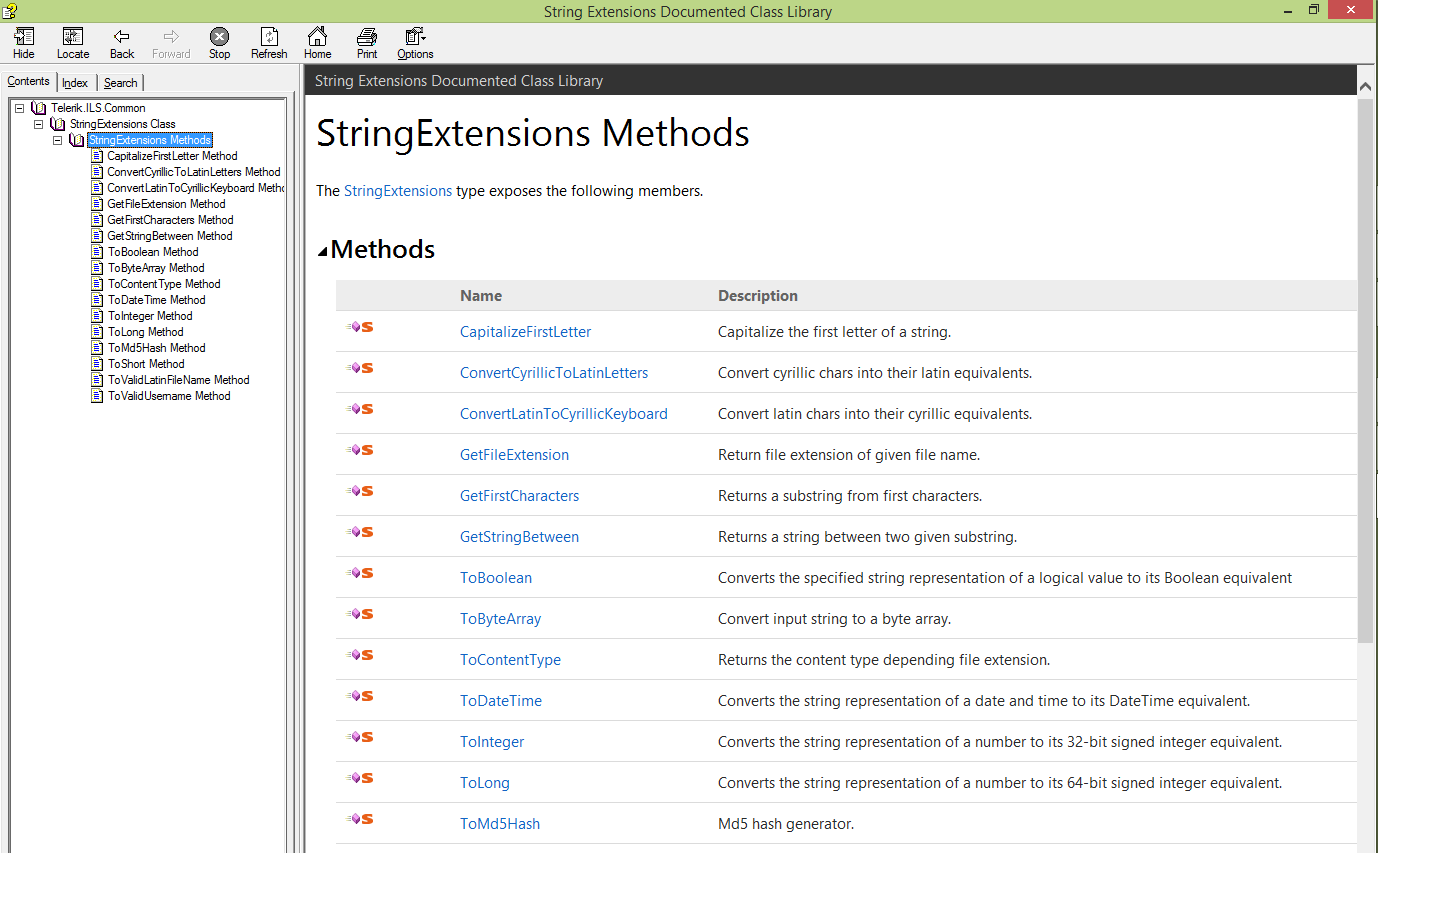 String Extensions Documented Class Library
Hide Locate Back Forward Stop Refresh Home Print Options
Contents Index Search
Telerik.ILS.Common
StringExtensions Class
StringExtensions Methods
CapitalizeFirstLetter Method
ConvertCyrillicToLatinLetters Method
ConvertLatinToCyrillicKeyboard Metho
GetFileExtension Method
GetFirstCharacters Method
GetStringBetween Method
ToBoolean Method
ToByteArray Method
ToContentType Method
ToDateTime Method
ToInteger Method
ToLong Method
ToMd5Hash Method
ToShort Method
ToValidLatinFileName Method
ToValidUsername Method
String Extensions Documented Class Library
StringExtensions Methods
The StringExtensions type exposes the following members.
Methods
Name Description
S CapitalizeFirstLetter Capitalize the first letter of a string.
S ConvertCyrillicToLatinLetters Convert cyrillic chars into their latin equivalents.
S ConvertLatinToCyrillicKeyboard Convert latin chars into their cyrillic equivalents.
S GetFileExtension Return file extension of given file name.
S GetFirstCharacters Returns a substring from first characters.
S GetStringBetween Returns a string between two given substring.
S ToBoolean Converts the specified string representation of a logical value to its Boolean equivalent
S ToByteArray Convert input string to a byte array.
S ToContentType Returns the content type depending file extension.
S ToDateTime Converts the string representation of a date and time to its DateTime equivalent.
S ToInteger Converts the string representation of a number to its 32-bit signed integer equivalent.
S ToLong Converts the string representation of a number to its 64-bit signed integer equivalent.
S ToMd5Hash Md5 hash generator.